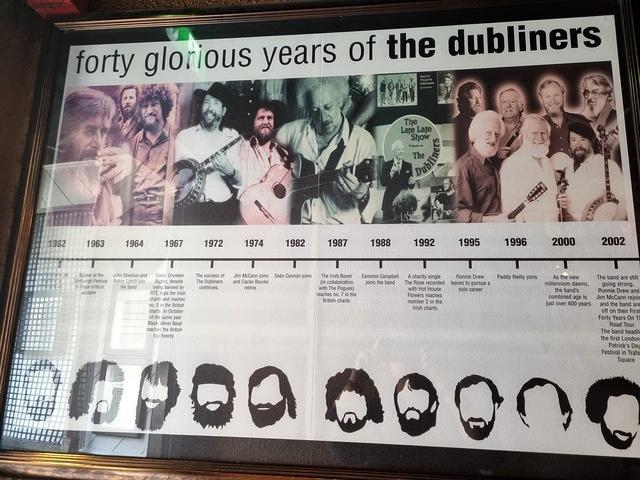 forty glorious years of the dubliners
The
Late Late
Show
Tribute to
The
Dubliners
1962 1963 1964 1967 1972 1974 1982 1987 1988 1992 1995 1996 2000 2002
Appear at the
Edinburgh Festival
critical
acclaim
John Sheahan and
Bobby Lynch join
the band
Seven Drunken
Nights, despite
being banned by
RTE, tops the Irish
charts and reaches
no. 5 in the British
charts in October
of the same year
Black Velvet Band
reaches the British
top twenty
The success of
The Dubliners
continues.
Jim McCann joins
and Ciarán Bourke
retires
Seán Cannon joins
The Irish Rover
(in collaboration
with The Pogues)
reaches no. 7 in the
British charts
Eamonn Campbell
joins the band
A charity single
The Rose recorded
with Hot House
Flowers reaches
number 2 in the
Irish charts
Ronnie Drew
leaves to pursue a
solo career
Paddy Reilly joins
As the new
millennium dawns,
the band's
combined age is
just over 400 years
The band are still
going strong.
Ronnie Drew and
Jim McCann rejoin
and the band are
off on their First
Forty Years On The
Road Tour.
The band headline
the first London
Patrick's Day
Festival in
Square